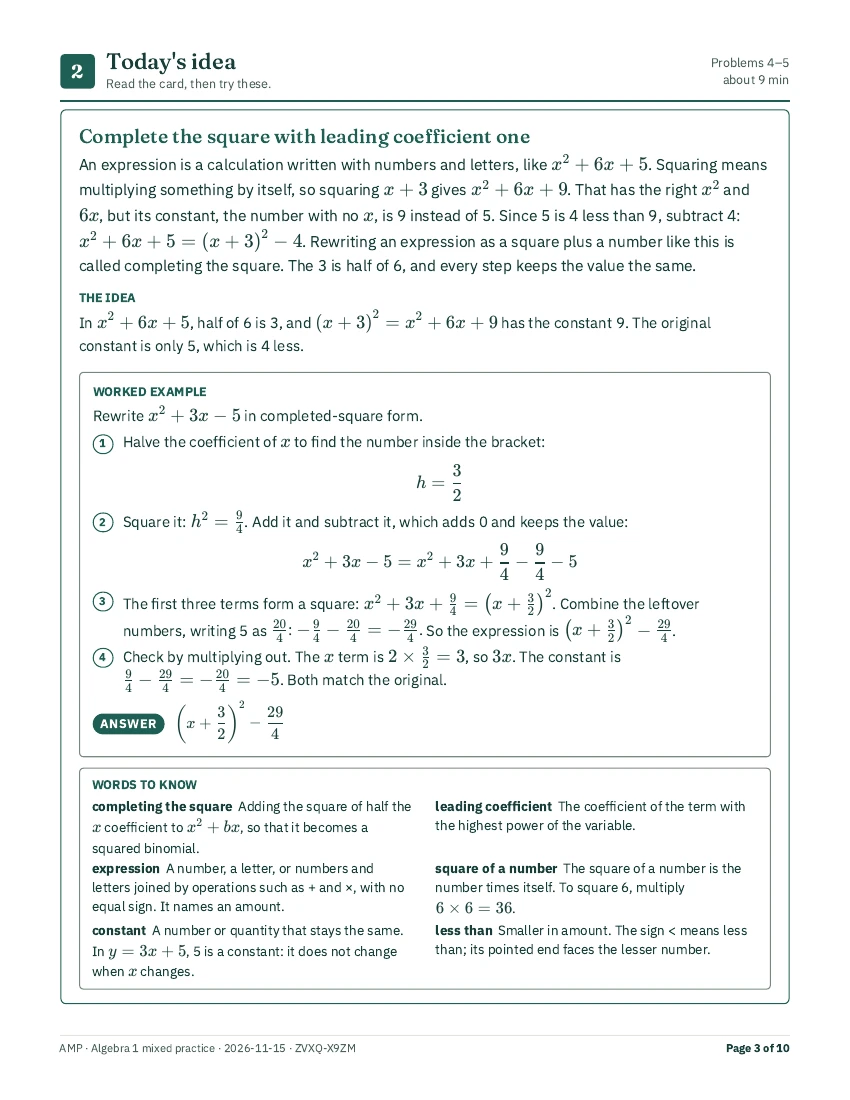 2
Today's idea
Read the card, then try these.
Problems 4–5
about 9 min
Complete the square with leading coefficient one
An expression is a calculation written with numbers and letters, like x² + 6x + 5. Squaring means
multiplying something by itself, so squaring x + 3 gives x² + 6x + 9. That has the right x² and
6x, but its constant, the number with no x, is 9 instead of 5. Since 5 is 4 less than 9, subtract 4:
x² + 6x + 5 = (x + 3)² − 4. Rewriting an expression as a square plus a number like this is
called completing the square. The 3 is half of 6, and every step keeps the value the same.
THE IDEA
In x² + 6x + 5, half of 6 is 3, and (x + 3)² = x² + 6x + 9 has the constant 9. The original
constant is only 5, which is 4 less.
WORKED EXAMPLE
Rewrite x² + 3x − 5 in completed-square form.
1 Halve the coefficient of x to find the number inside the bracket:
h = 3/2
2 Square it: h² = 9/4. Add it and subtract it, which adds 0 and keeps the value:
x² + 3x − 5 = x² + 3x + 9/4 − 9/4 − 5
3 The first three terms form a square: x² + 3x + 9/4 = (x + 3/2)². Combine the leftover
numbers, writing 5 as 20/4: −9/4 − 20/4 = −29/4. So the expression is (x + 3/2)² − 29/4.
4 Check by multiplying out. The x term is 2 × 3/2 = 3, so 3x. The constant is
9/4 − 29/4 = −20/4 = −5. Both match the original.
ANSWER (x + 3/2)² − 29/4
WORDS TO KNOW
completing the square Adding the square of half the
x coefficient to x² + bx, so that it becomes a
squared binomial.
leading coefficient The coefficient of the term with
the highest power of the variable.
expression A number, a letter, or numbers and
letters joined by operations such as + and ×, with no
equal sign. It names an amount.
square of a number The square of a number is the
number times itself. To square 6, multiply
6 × 6 = 36.
constant A number or quantity that stays the same.
In y = 3x + 5, 5 is a constant: it does not change
when x changes.
less than Smaller in amount. The sign < means less
than; its pointed end faces the lesser number.
AMP · Algebra 1 mixed practice · 2026-11-15 · ZVXQ-X9ZM
Page 3 of 10